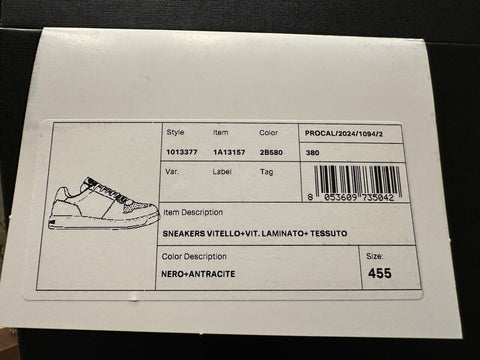 Style Item Color PROCAL/2024/1094/2
1013377 1A13157 2B580 380
Var. Label Tag
8 053609 735042
Item Description
SNEAKERS VITELLO+VIT. LAMINATO+ TESSUTO
Color Description Size:
NERO+ANTRACITE 455